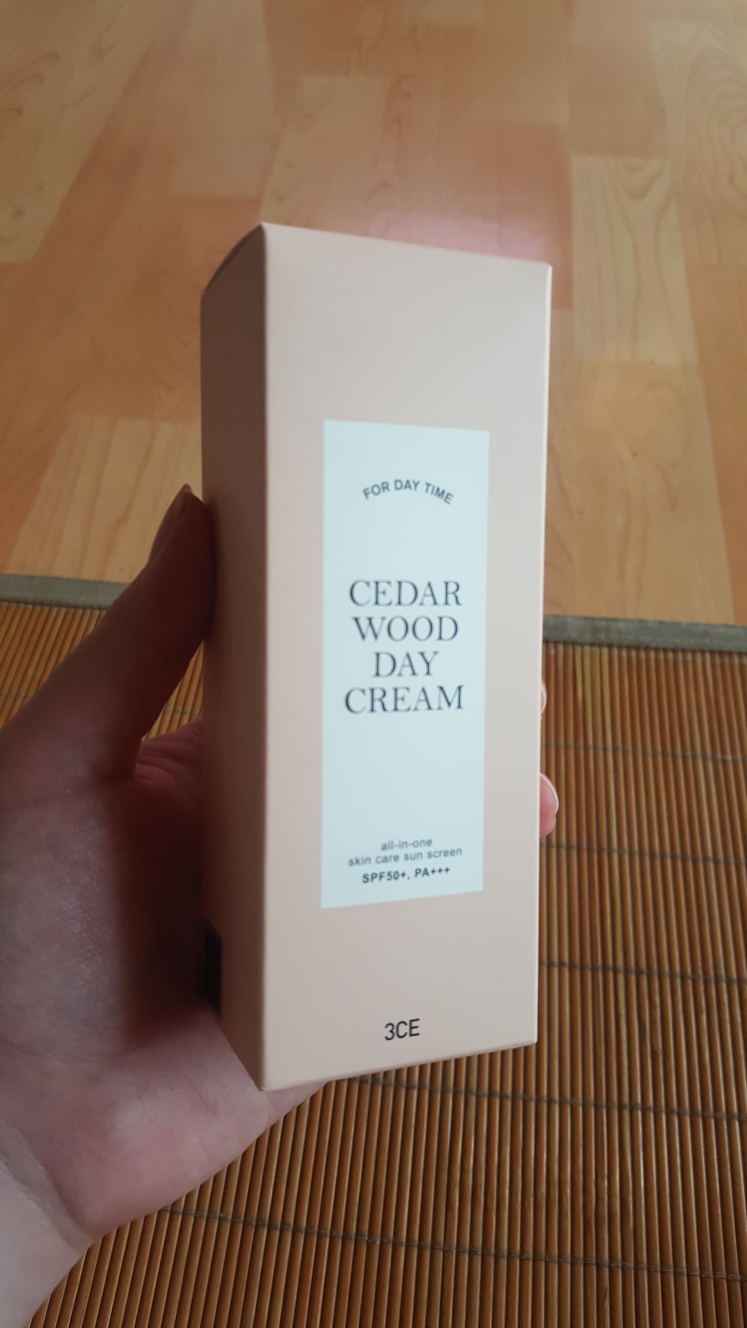 FOR DAY TIME
CEDAR
WOOD
DAY
CREAM
all-in-one
skin care sun screen
SPF50+, PA+++
3CE